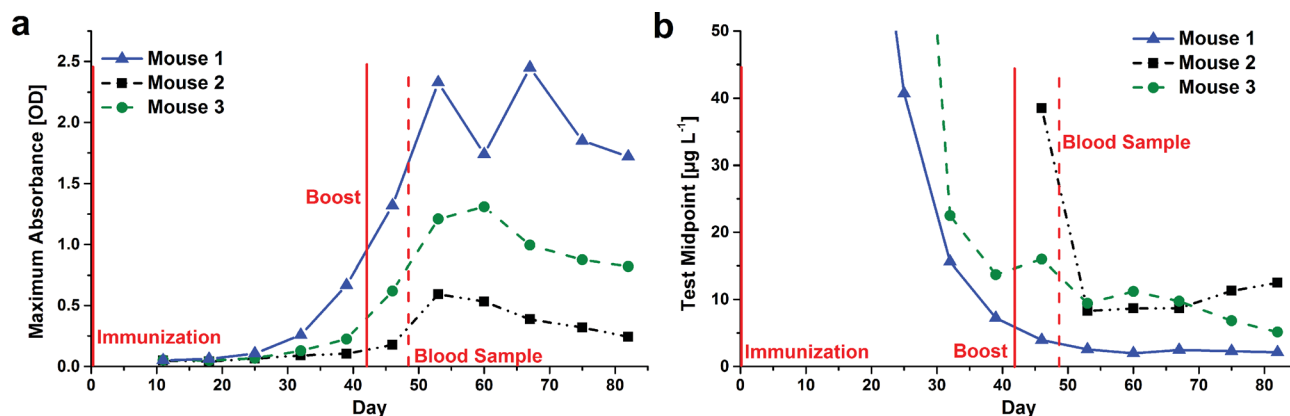 a
Maximum Absorbance [OD]
2.5
2.0
1.5
1.0
0.5
0.0
Mouse 1
Mouse 2
Mouse 3
Boost
Immunization
Blood Sample
0 10 20 30 40 50 60 70 80
Day
b
Test Midpoint [µg L-1]
50
40
30
20
10
0
Mouse 1
Mouse 2
Mouse 3
Blood Sample
Immunization
Boost
0 10 20 30 40 50 60 70 80
Day